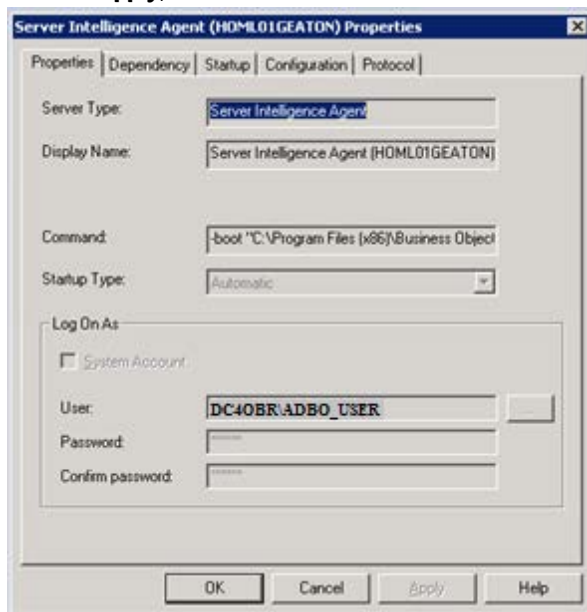 Server Intelligence Agent (HOML01GEATON) Properties
Properties Dependency Startup Configuration Protocol
Server Type: Server Intelligence Agent
Display Name: Server Intelligence Agent (HOML01GEATON)
Command: -boot "C:\Program Files (x86)\Business Object
Startup Type: Automatic
Log On As
System Account
User: DC4OBR\ADBO_USER
Password:
Confirm password:
OK Cancel Apply Help